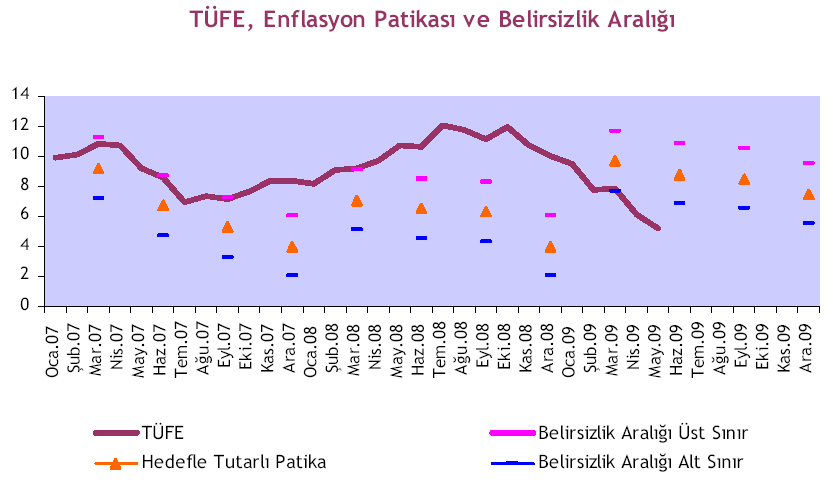 TÜFE, Enflasyon Patikası ve Belirsizlik Aralığı
14
12
10
8
6
4
2
0
Oca.07
Şub.07
Mar.07
Nis.07
May.07
Haz.07
Tem.07
Ağu.07
Eyl.07
Eki.07
Kas.07
Ara.07
Oca.08
Şub.08
Mar.08
Nis.08
May.08
Haz.08
Tem.08
Ağu.08
Eyl.08
Eki.08
Kas.08
Ara.08
Oca.09
Şub.09
Mar.09
Nis.09
May.09
Haz.09
Tem.09
Ağu.09
Eyl.09
Eki.09
Kas.09
Ara.09
TÜFE
Belirsizlik Aralığı Üst Sınır
Hedefle Tutarlı Patika
Belirsizlik Aralığı Alt Sınır